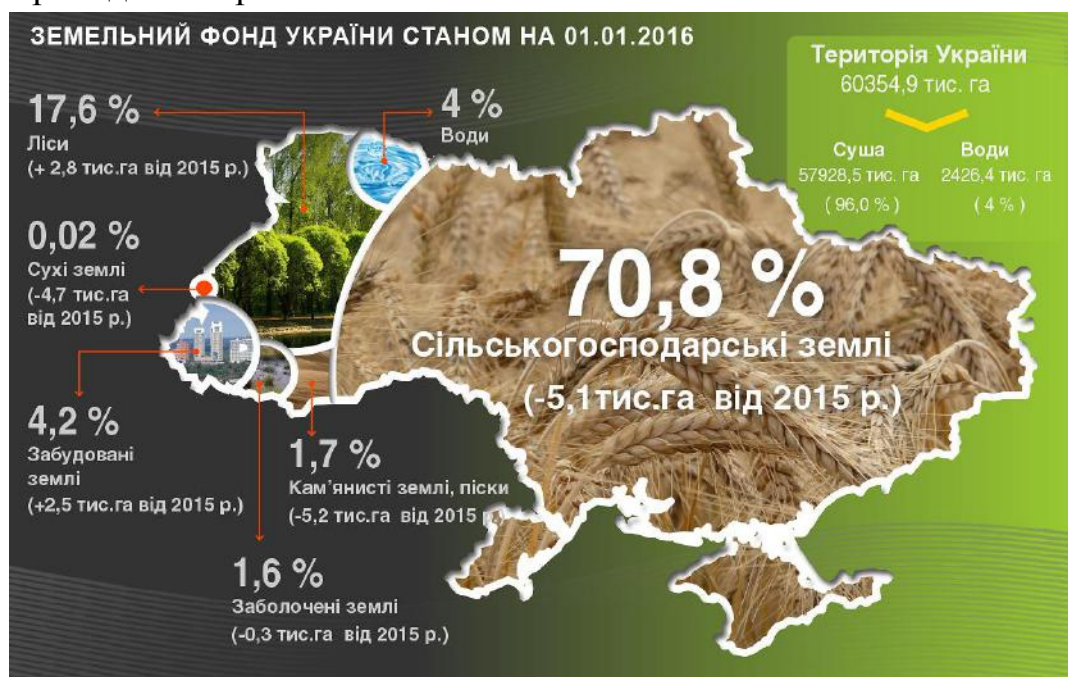 ЗЕМЕЛЬНИЙ ФОНД УКРАЇНИ СТАНОМ НА 01.01.2016
Територія України
60354,9 тис. га
Суша
57928,5 тис. га
( 96,0 % )
Води
2426,4 тис. га
( 4 % )
17,6 %
Ліси
(+ 2,8 тис.га від 2015 р.)
4 %
Води
0,02 %
Сухі землі
(-4,7 тис.га
від 2015 р.)
70,8 %
Сільськогосподарські землі
(-5,1тис.га від 2015 р.)
4,2 %
Забудовані
землі
(+2,5 тис.га від 2015 р.)
1,7 %
Кам’янисті землі, піски
(-5,2 тис.га від 2015 р.)
1,6 %
Заболочені землі
(-0,3 тис.га від 2015 р.)